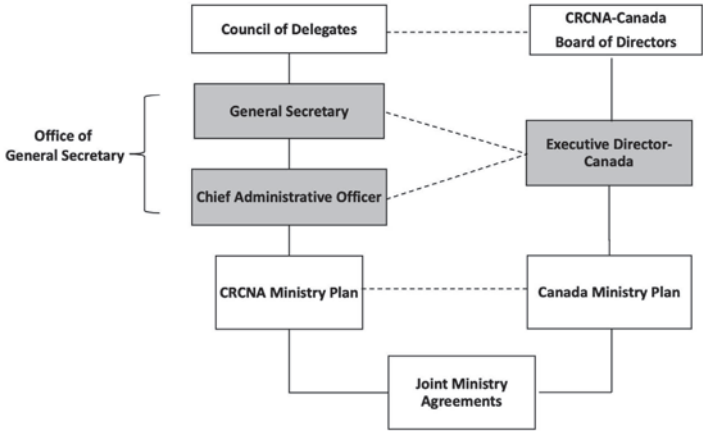 Council of Delegates
CRCNA-Canada
Board of Directors
General Secretary
Office of
General Secretary
Executive Director-
Canada
Chief Administrative Officer
CRCNA Ministry Plan
Canada Ministry Plan
Joint Ministry
Agreements